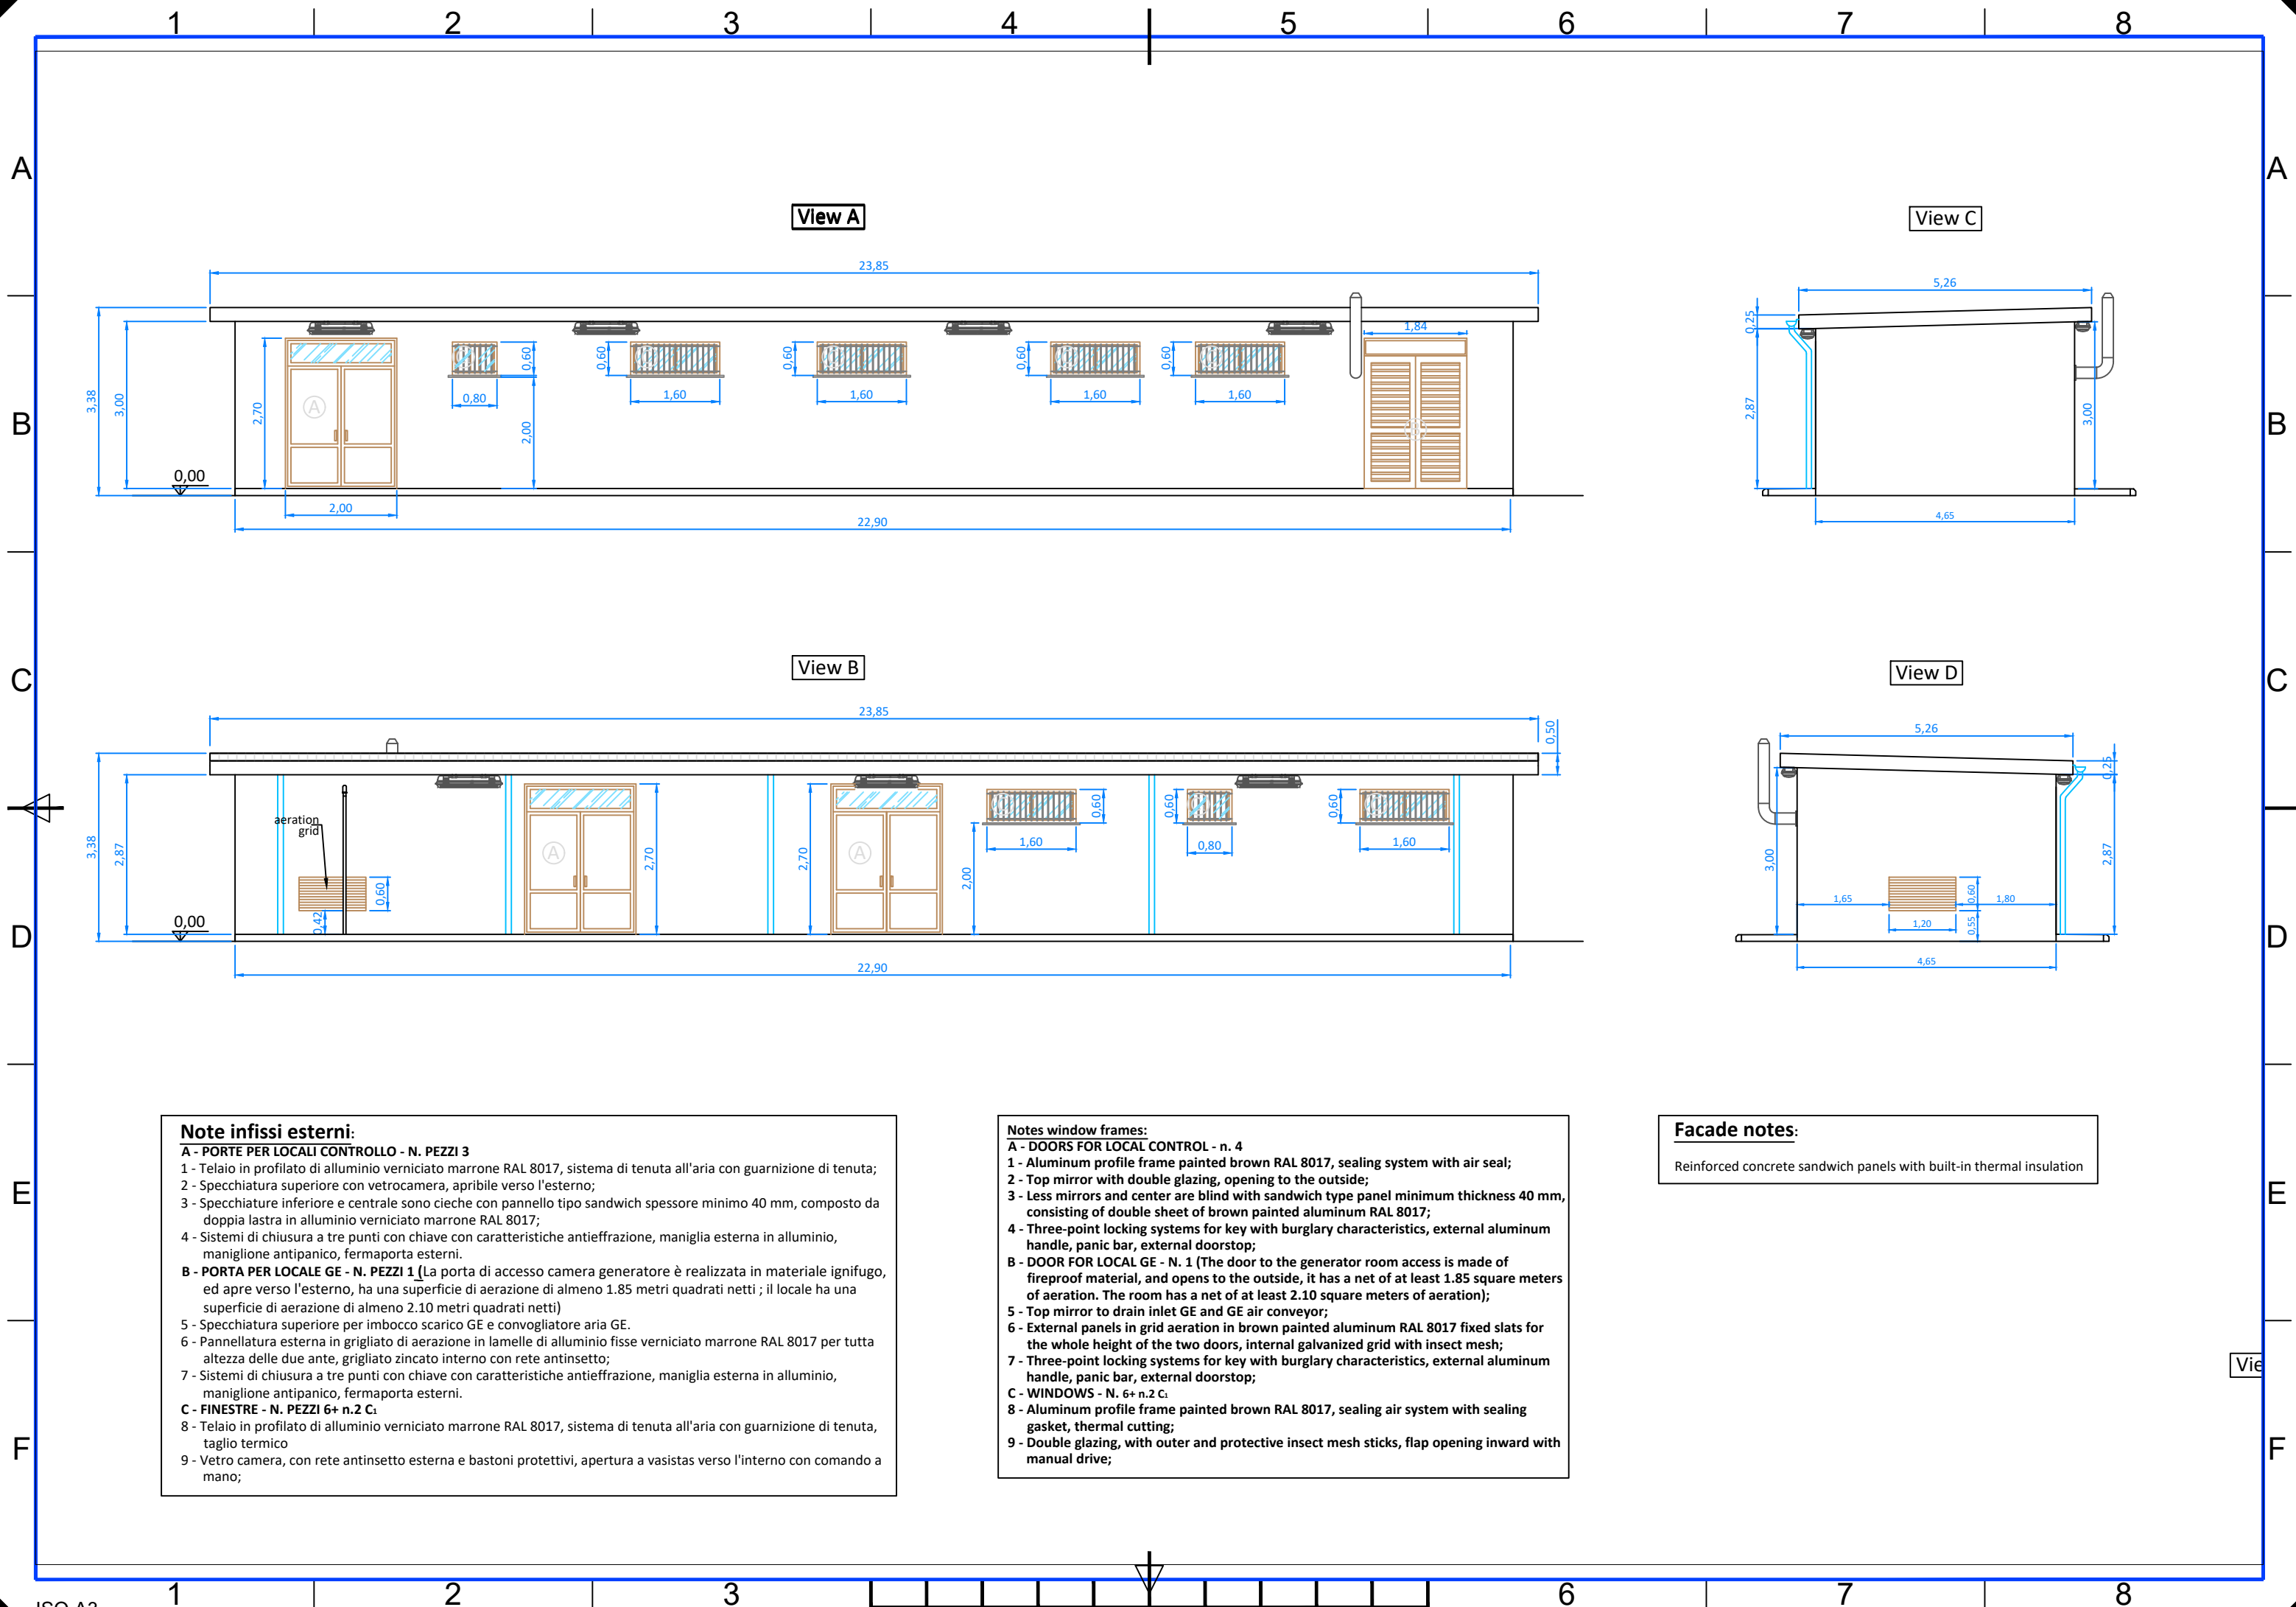 1 2 3 4 5 6 7 8
A A
View A
View C
23,85
5,26
0,25
1,84
0,60
0,60
0,60
0,60
0,60
0,80
1,60
1,60
1,60
1,60
3,38
3,00
2,70
A
2,00
2,87
3,00
B B
0,00
2,00
22,90
4,65
View B
View D
C C
23,85
0,50
5,26
0,25
aeration
grid
0,60
0,60
0,60
1,60
0,80
1,60
3,38
2,87
A
2,70
2,70
A
2,00
0,60
0,42
3,00
2,87
1,65
0,60
1,80
1,20
0,55
D D
0,00
22,90
4,65
Note infissi esterni:
A - PORTE PER LOCALI CONTROLLO - N. PEZZI 3
1 - Telaio in profilato di alluminio verniciato marrone RAL 8017, sistema di tenuta all'aria con guarnizione di tenuta;
2 - Specchiatura superiore con vetrocamera, apribile verso l'esterno;
3 - Specchiature inferiore e centrale sono cieche con pannello tipo sandwich spessore minimo 40 mm, composto da
doppia lastra in alluminio verniciato marrone RAL 8017;
4 - Sistemi di chiusura a tre punti con chiave con caratteristiche antieffrazione, maniglia esterna in alluminio,
maniglione antipanico, fermaporta esterni.
B - PORTA PER LOCALE GE - N. PEZZI 1 (La porta di accesso camera generatore è realizzata in materiale ignifugo,
ed apre verso l'esterno, ha una superficie di aerazione di almeno 1.85 metri quadrati netti ; il locale ha una
superficie di aerazione di almeno 2.10 metri quadrati netti)
5 - Specchiatura superiore per imbocco scarico GE e convogliatore aria GE.
6 - Pannellatura esterna in grigliato di aerazione in lamelle di alluminio fisse verniciato marrone RAL 8017 per tutta
altezza delle due ante, grigliato zincato interno con rete antinsetto;
7 - Sistemi di chiusura a tre punti con chiave con caratteristiche antieffrazione, maniglia esterna in alluminio,
maniglione antipanico, fermaporta esterni.
C - FINESTRE - N. PEZZI 6+ n.2 C₁
8 - Telaio in profilato di alluminio verniciato marrone RAL 8017, sistema di tenuta all'aria con guarnizione di tenuta,
taglio termico
9 - Vetro camera, con rete antinsetto esterna e bastoni protettivi, apertura a vasistas verso l'interno con comando a
mano;
Notes window frames:
A - DOORS FOR LOCAL CONTROL - n. 4
1 - Aluminum profile frame painted brown RAL 8017, sealing system with air seal;
2 - Top mirror with double glazing, opening to the outside;
3 - Less mirrors and center are blind with sandwich type panel minimum thickness 40 mm,
consisting of double sheet of brown painted aluminum RAL 8017;
4 - Three-point locking systems for key with burglary characteristics, external aluminum
handle, panic bar, external doorstop;
B - DOOR FOR LOCAL GE - N. 1 (The door to the generator room access is made of
fireproof material, and opens to the outside, it has a net of at least 1.85 square meters
of aeration. The room has a net of at least 2.10 square meters of aeration);
5 - Top mirror to drain inlet GE and GE air conveyor;
6 - External panels in grid aeration in brown painted aluminum RAL 8017 fixed slats for
the whole height of the two doors, internal galvanized grid with insect mesh;
7 - Three-point locking systems for key with burglary characteristics, external aluminum
handle, panic bar, external doorstop;
C - WINDOWS - N. 6+ n.2 C₁
8 - Aluminum profile frame painted brown RAL 8017, sealing air system with sealing
gasket, thermal cutting;
9 - Double glazing, with outer and protective insect mesh sticks, flap opening inward with
manual drive;
Facade notes:
Reinforced concrete sandwich panels with built-in thermal insulation
E E
Vie
F F
1 2 3 6 7 8